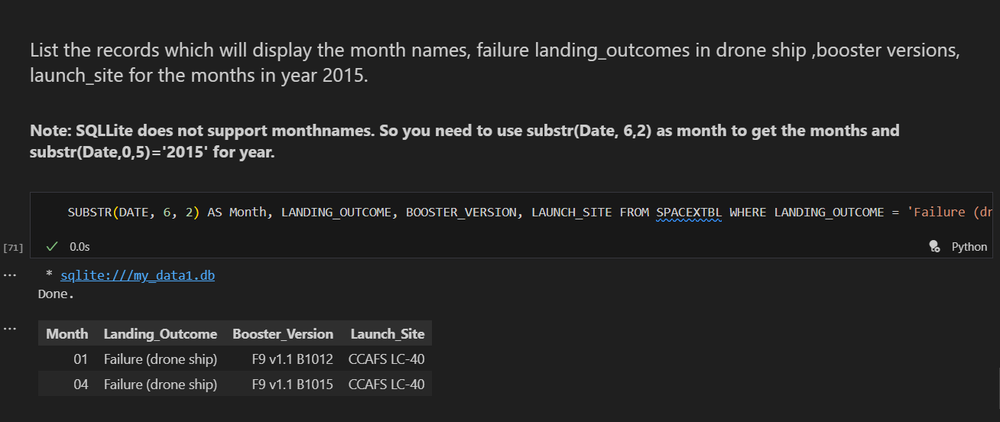 List the records which will display the month names, failure landing_outcomes in drone ship ,booster versions,
launch_site for the months in year 2015.
Note: SQLLite does not support monthnames. So you need to use substr(Date, 6,2) as month to get the months and
substr(Date,0,5)='2015' for year.
SUBSTR(DATE, 6, 2) AS Month, LANDING_OUTCOME, BOOSTER_VERSION, LAUNCH_SITE FROM SPACEXTBL WHERE LANDING_OUTCOME = 'Failure (dr
[71] 0.0s Python
... * sqlite:///my_data1.db
Done.
...
Month Landing_Outcome Booster_Version Launch_Site
01 Failure (drone ship) F9 v1.1 B1012 CCAFS LC-40
04 Failure (drone ship) F9 v1.1 B1015 CCAFS LC-40